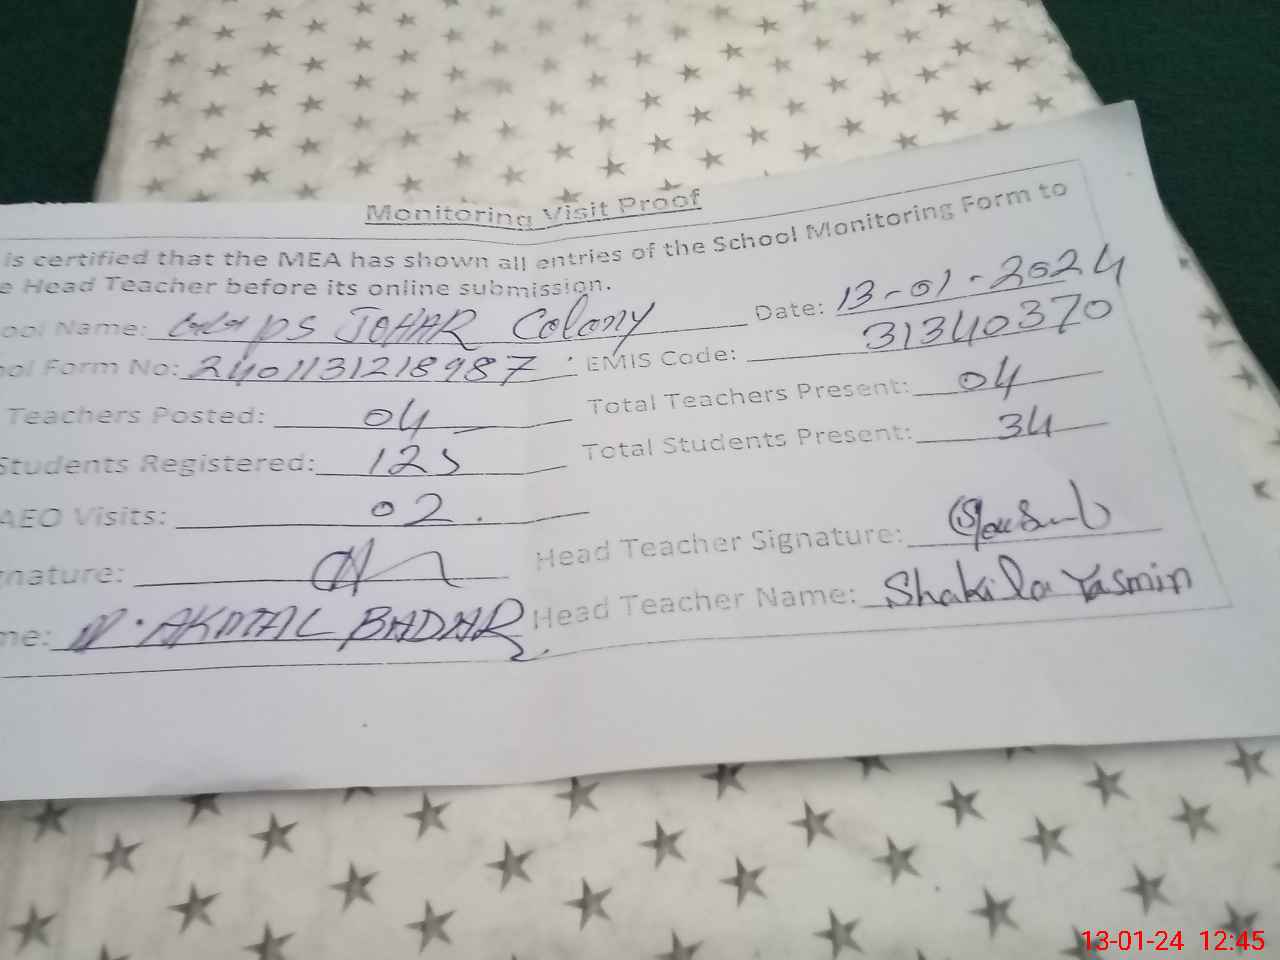 Monitoring Visit Proof
is certified that the MEA has shown all entries of the School Monitoring Form to
e Head Teacher before its online submission.
ool Name: PS JOHAR Colony Date: 13-01-2024
ool Form No: 2401131218987 EMIS Code: 31340370
Teachers Posted: 04 Total Teachers Present: 04
Students Registered: 125 Total Students Present: 34
AEO Visits: 02.
nature: Head Teacher Signature:
me: M. AKMAL BADAR Head Teacher Name: Shakila Yasmin
13-01-24 12:45